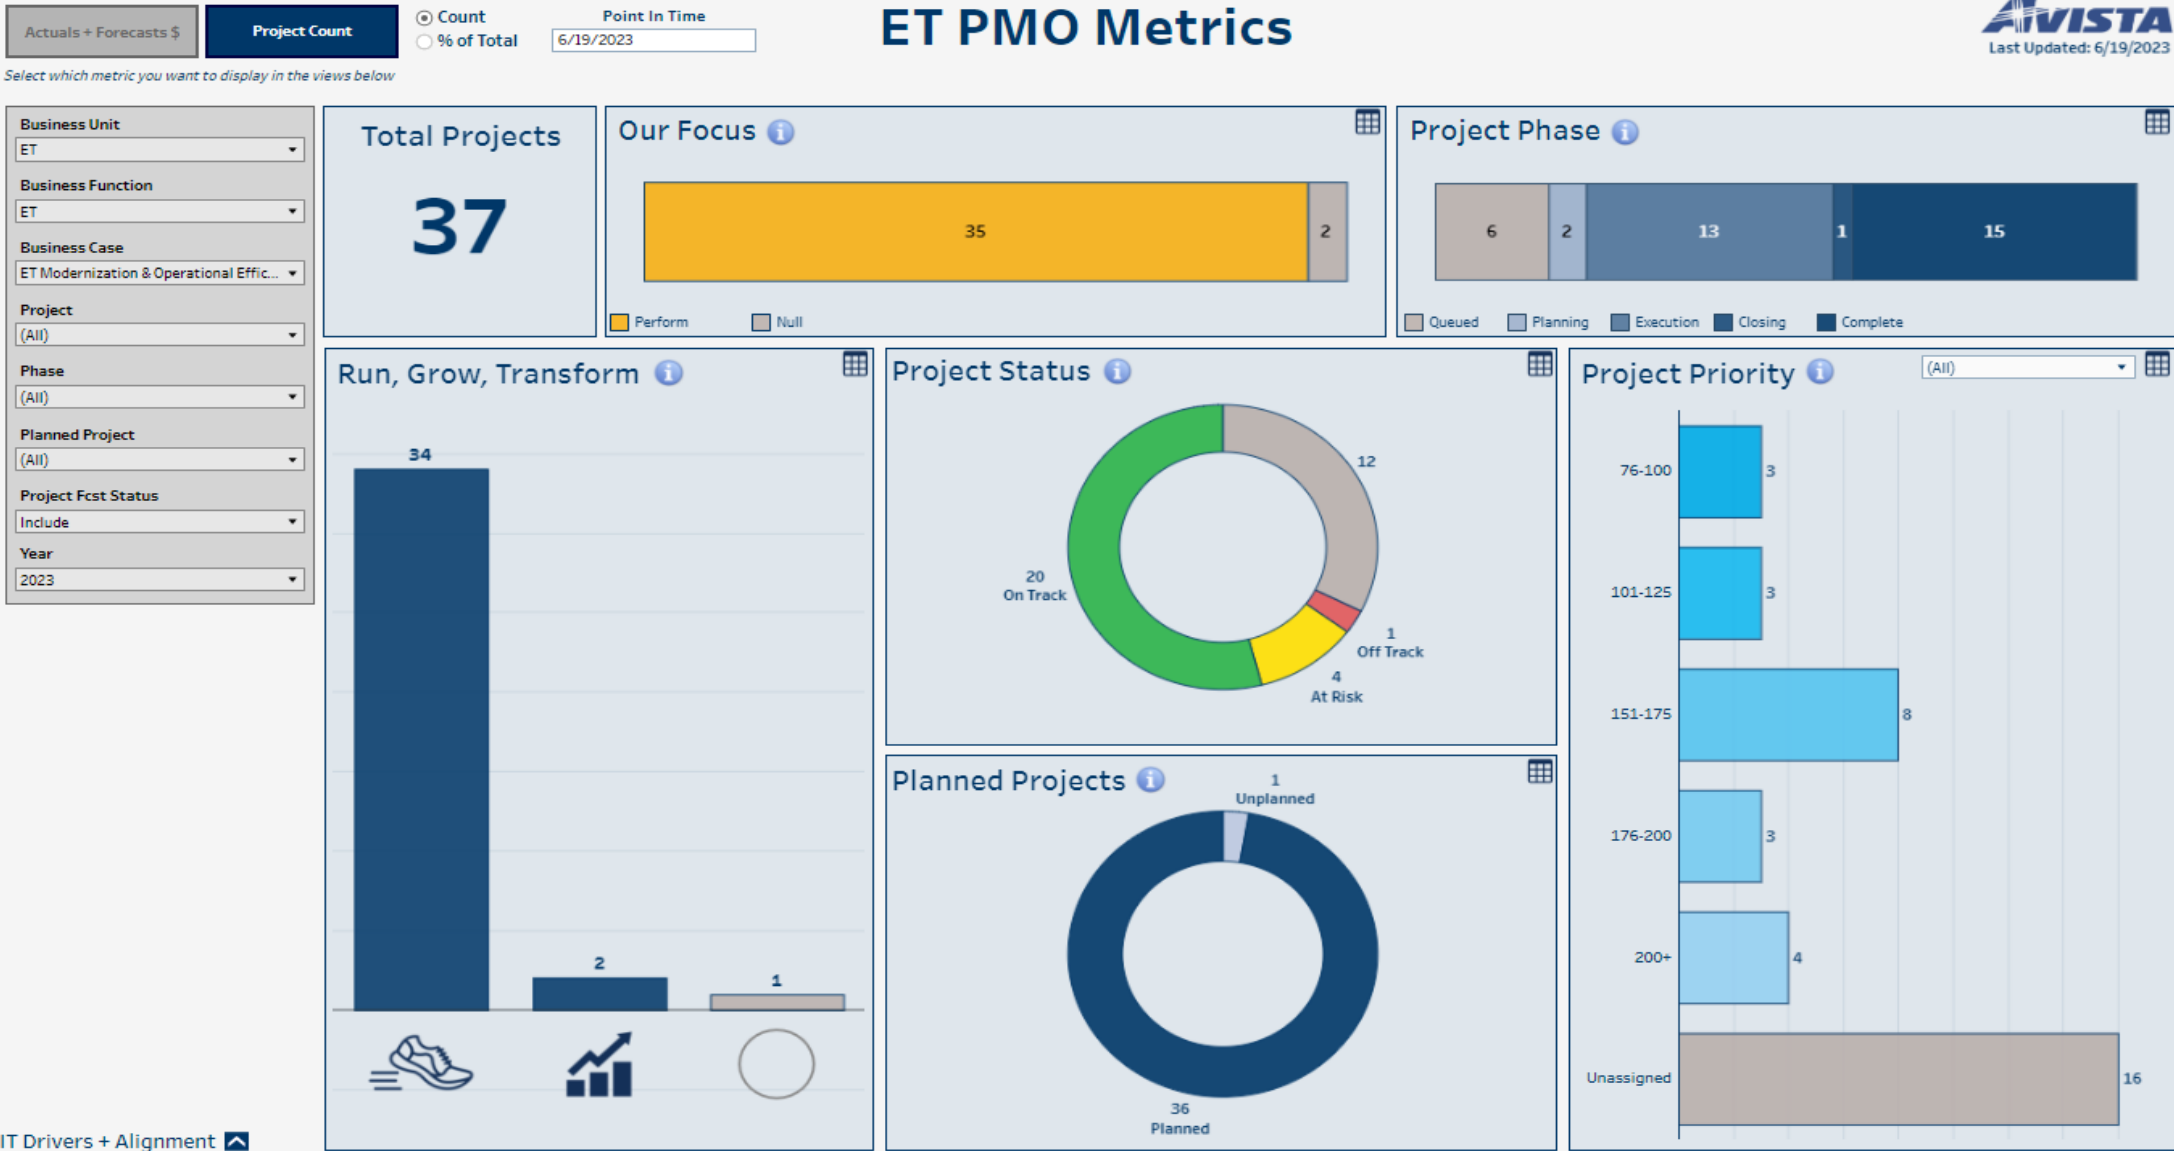 Actuals + Forecasts $
Project Count
Count
% of Total
Point In Time
6/19/2023
ET PMO Metrics
AVISTA
Last Updated: 6/19/2023
Select which metric you want to display in the views below
Business Unit
ET
Business Function
ET
Business Case
ET Modernization & Operational Effic...
Project
(All)
Phase
(All)
Planned Project
(All)
Project Fcst Status
Include
Year
2023
Total Projects
37
Our Focus
35
2
Perform
Null
Project Phase
6
2
13
1
15
Queued
Planning
Execution
Closing
Complete
Run, Grow, Transform
34
2
1
Project Status
12
20
On Track
1
Off Track
4
At Risk
Planned Projects
1
Unplanned
36
Planned
Project Priority
(All)
76-100
3
101-125
3
151-175
8
176-200
3
200+
4
Unassigned
16
IT Drivers + Alignment